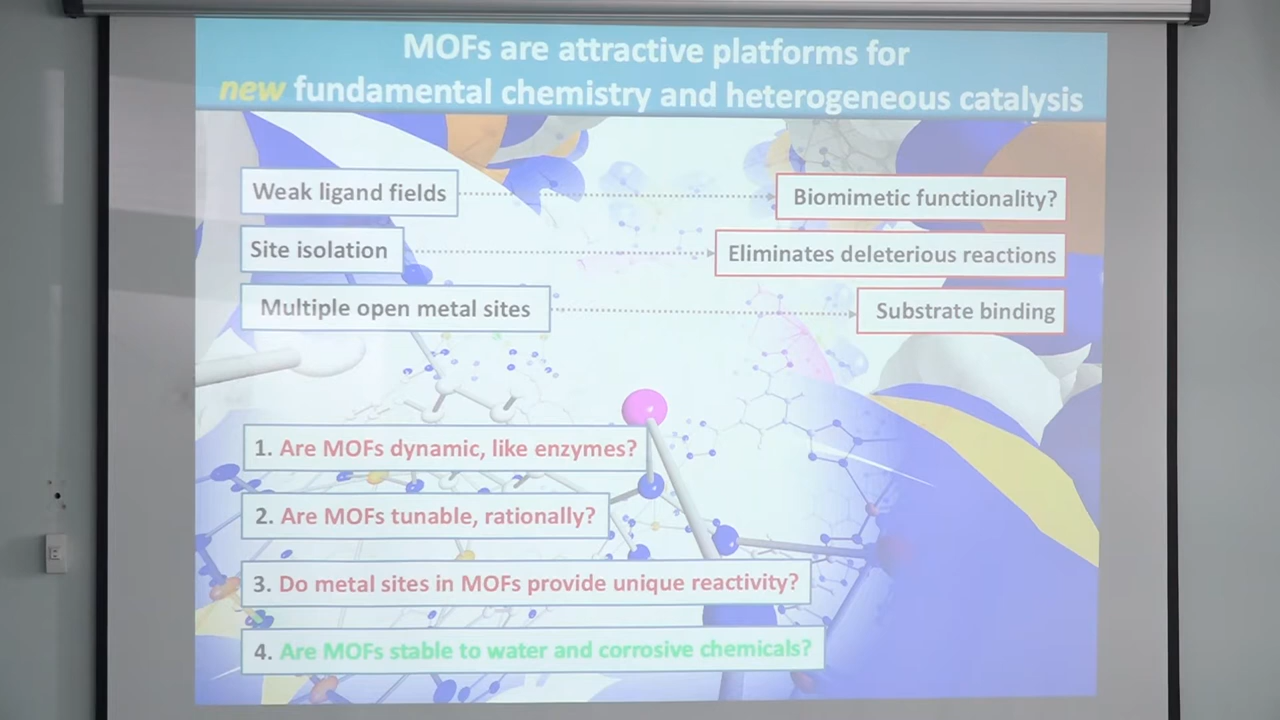 MOFs are attractive platforms for
new fundamental chemistry and heterogeneous catalysis
Weak ligand fields
Biomimetic functionality?
Site isolation
Eliminates deleterious reactions
Multiple open metal sites
Substrate binding
1. Are MOFs dynamic, like enzymes?
2. Are MOFs tunable, rationally?
3. Do metal sites in MOFs provide unique reactivity?
4. Are MOFs stable to water and corrosive chemicals?